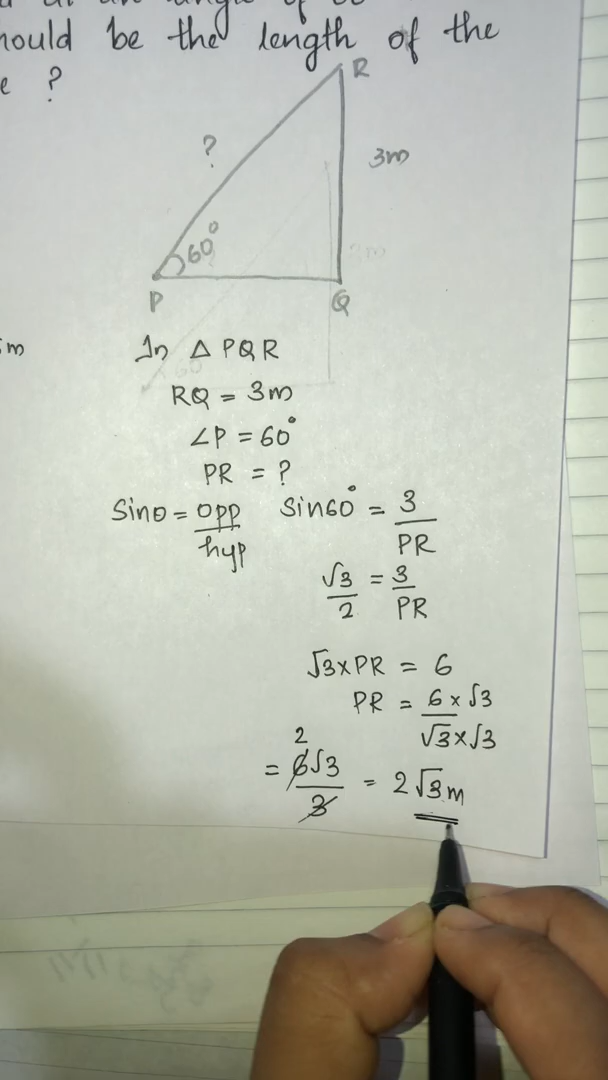 hould be the length of the
e ?
R
?
3m
60°
P
Q
m
In △ PQR
RQ = 3m
∠P = 60°
PR = ?
Sinθ = opp/hyp Sin60° = 3/PR
√3/2 = 3/PR
√3 x PR = 6
PR = 6 x √3 / √3 x √3
2
= 6√3/3 = 2√3m